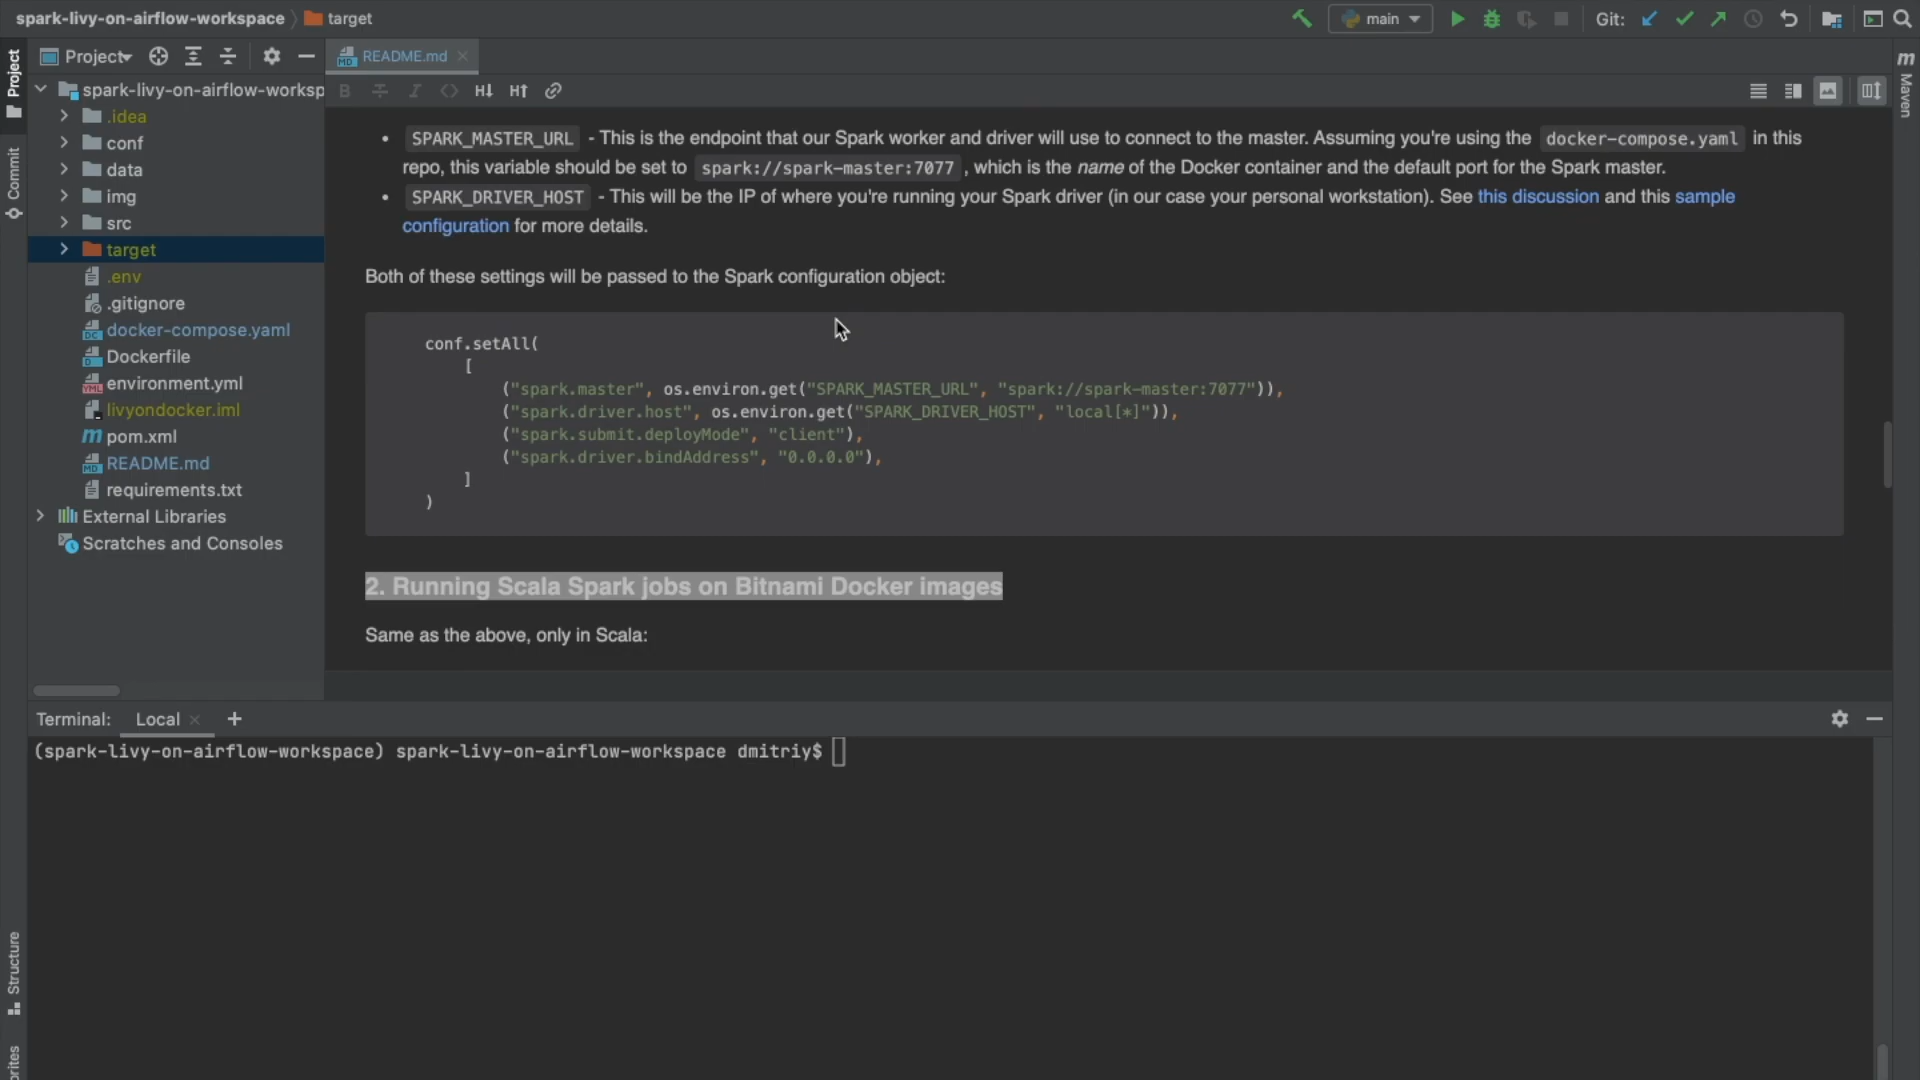 spark-livy-on-airflow-workspace
target
main
Git:
Project
Project
README.md
Maven
Commit
spark-livy-on-airflow-worksp
.idea
conf
data
img
src
target
.env
.gitignore
docker-compose.yaml
Dockerfile
environment.yml
livyondocker.iml
pom.xml
README.md
requirements.txt
External Libraries
Scratches and Consoles
• SPARK_MASTER_URL - This is the endpoint that our Spark worker and driver will use to connect to the master. Assuming you're using the docker-compose.yaml in this
repo, this variable should be set to spark://spark-master:7077 , which is the name of the Docker container and the default port for the Spark master.
• SPARK_DRIVER_HOST - This will be the IP of where you're running your Spark driver (in our case your personal workstation). See this discussion and this sample
configuration for more details.
Both of these settings will be passed to the Spark configuration object:
conf.setAll(
[
("spark.master", os.environ.get("SPARK_MASTER_URL", "spark://spark-master:7077")),
("spark.driver.host", os.environ.get("SPARK_DRIVER_HOST", "local[*]")),
("spark.submit.deployMode", "client"),
("spark.driver.bindAddress", "0.0.0.0"),
]
)
2. Running Scala Spark jobs on Bitnami Docker images
Same as the above, only in Scala:
Terminal: Local
(spark-livy-on-airflow-workspace) spark-livy-on-airflow-workspace dmitriy$
Structure
orites